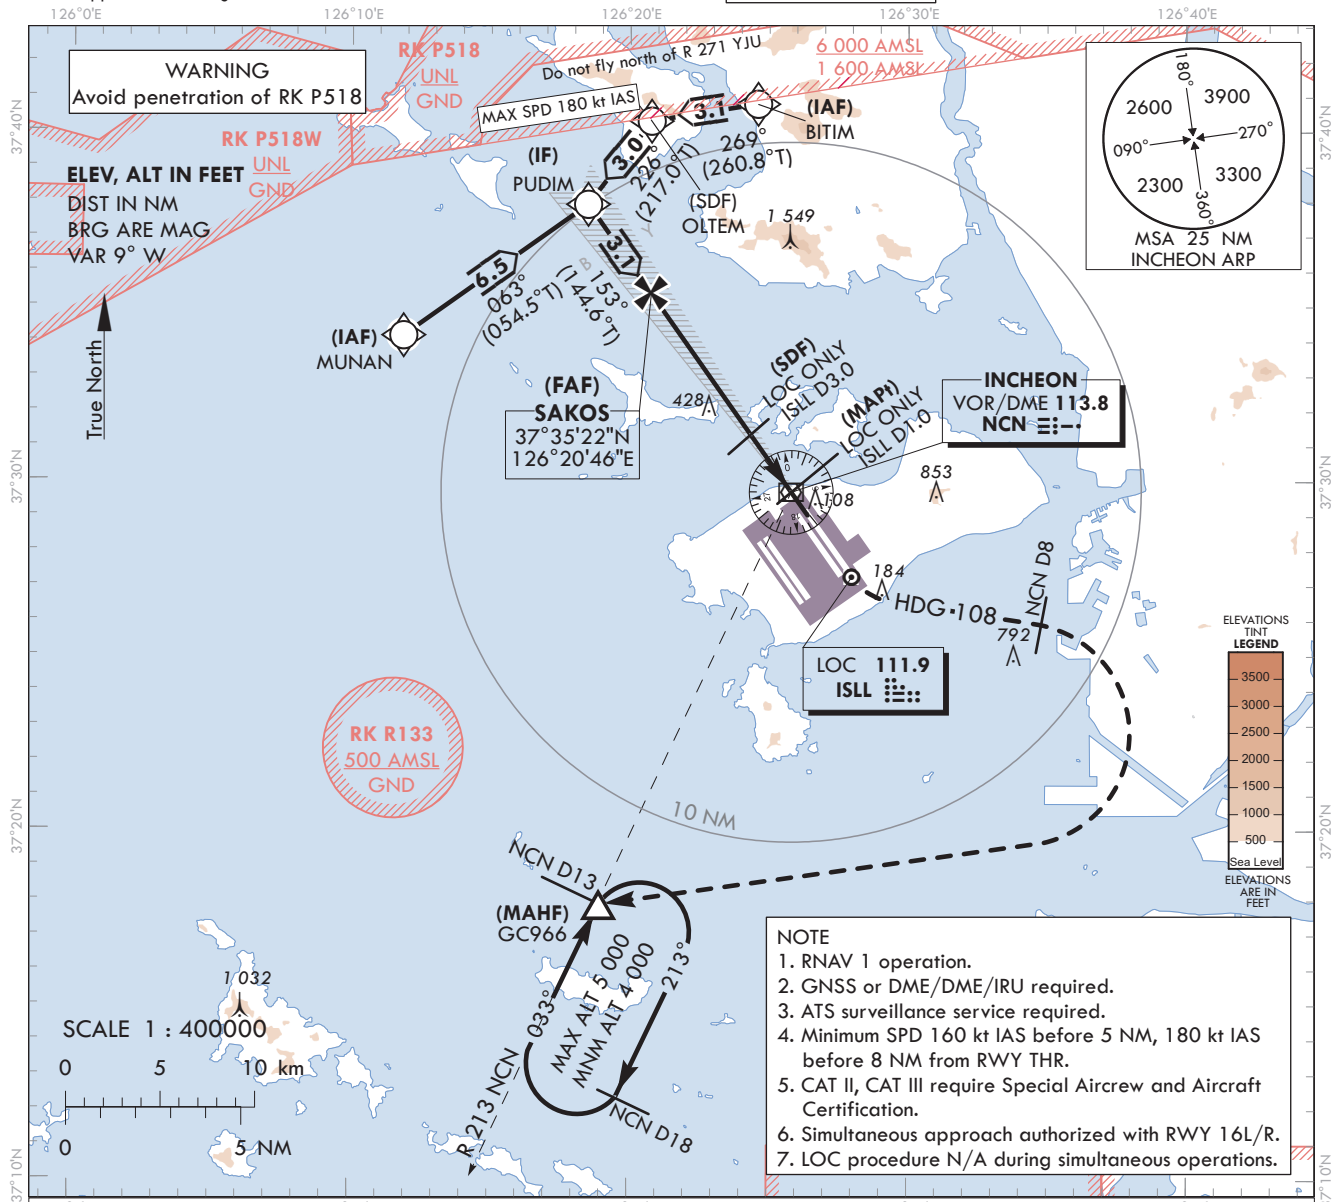 126°0'E
126°10'E
126°20'E
126°30'E
126°40'E
WARNING
Avoid penetration of RK P518
RK P518
UNL
GND
Do not fly north of R 271 YJU
6 000 AMSL
1 600 AMSL
MAX SPD 180 kt IAS
RK P518W
UNL
GND
37°40'N
37°40'N
ELEV, ALT IN FEET
DIST IN NM
BRG ARE MAG
VAR 9° W
True North
(IAF)
BITIM
3.1
269°
(260.8°T)
3.0
226°
(217.0°T)
(SDF)
OLTEM
(IF)
PUDIM
1 549
180°
2600
3900
090°
270°
2300
3300
360°
MSA 25 NM
INCHEON ARP
6.5
063°
(054.5°T)
3.1
153°
(144.6°T)
(IAF)
MUNAN
(FAF)
SAKOS
37°35'22"N
126°20'46"E
428
(SDF)
LOC ONLY
ISLL D3.0
(MAPt)
LOC ONLY
ISLL D1.0
INCHEON
VOR/DME 113.8
NCN
37°30'N
37°30'N
853
108
184
HDG 108
NCN D8
792
LOC 111.9
ISLL
RK R133
500 AMSL
GND
10 NM
ELEVATIONS
TINT
LEGEND
3500
3000
2500
2000
1500
1000
500
Sea Level
ELEVATIONS
ARE IN
FEET
37°20'N
37°20'N
NCN D13
(MAHF)
GC966
MAX ALT 5 000
MNM ALT 4 000
033°
213°
R 213 NCN
NCN D18
1 032
SCALE 1 : 400000
0 5 10 km
0 5 NM
37°10'N
37°10'N
NOTE
1. RNAV 1 operation.
2. GNSS or DME/DME/IRU required.
3. ATS surveillance service required.
4. Minimum SPD 160 kt IAS before 5 NM, 180 kt IAS
before 8 NM from RWY THR.
5. CAT II, CAT III require Special Aircrew and Aircraft
Certification.
6. Simultaneous approach authorized with RWY 16L/R.
7. LOC procedure N/A during simultaneous operations.